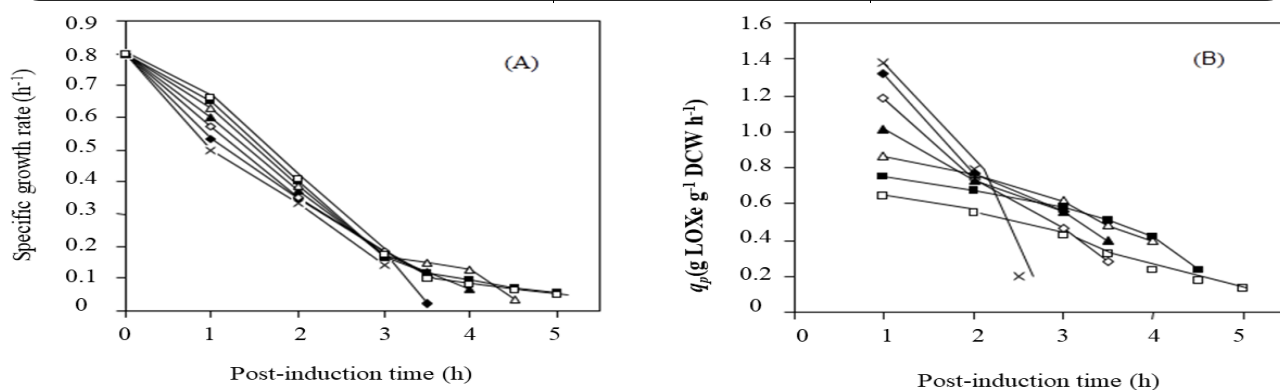 0.9
0.8
0.7
0.6
0.5
0.4
0.3
0.2
0.1
0
Specific growth rate (h-1)
(A)
0 1 2 3 4 5
Post-induction time (h)
1.6
1.4
1.2
1.0
0.8
0.6
0.4
0.2
0
qp(g LOXe g-1 DCW h-1)
(B)
0 1 2 3 4 5
Post-induction time (h)